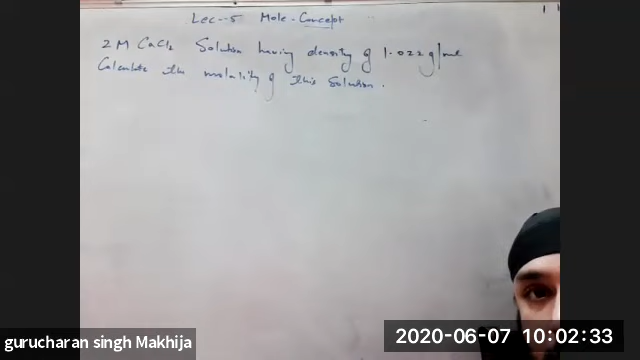 Lec-5 Mole-Concept
2M CaCl2 Solution having density of 1.022 g/ml
Calculate the molality of this Solution.
gurucharan singh Makhija
2020-06-07 10:02:33